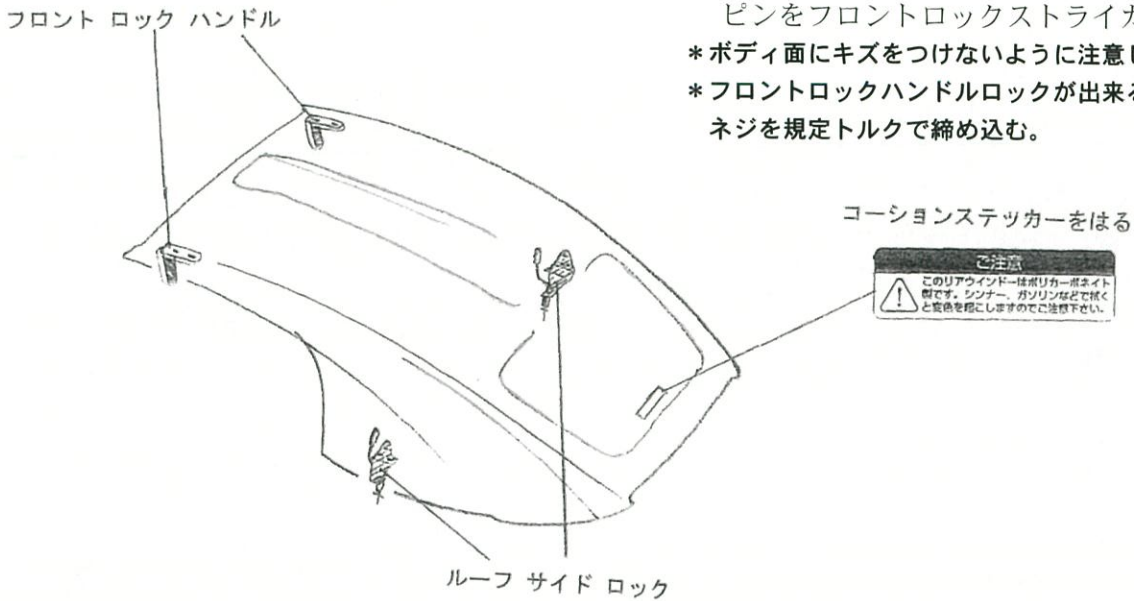 フロント ロック ハンドル
ピンをフロントロックストライカ
*ボディ面にキズをつけないように注意し
*フロントロックハンドルロックが出来る
ネジを規定トルクで締め込む。
コーションステッカーをはる
ご注意
このリアウインドーはポリカーボネイト
製です。シンナー、ガソリンなどで拭く
と変色を起こしますのでご注意下さい。
ルーフ サイド ロック